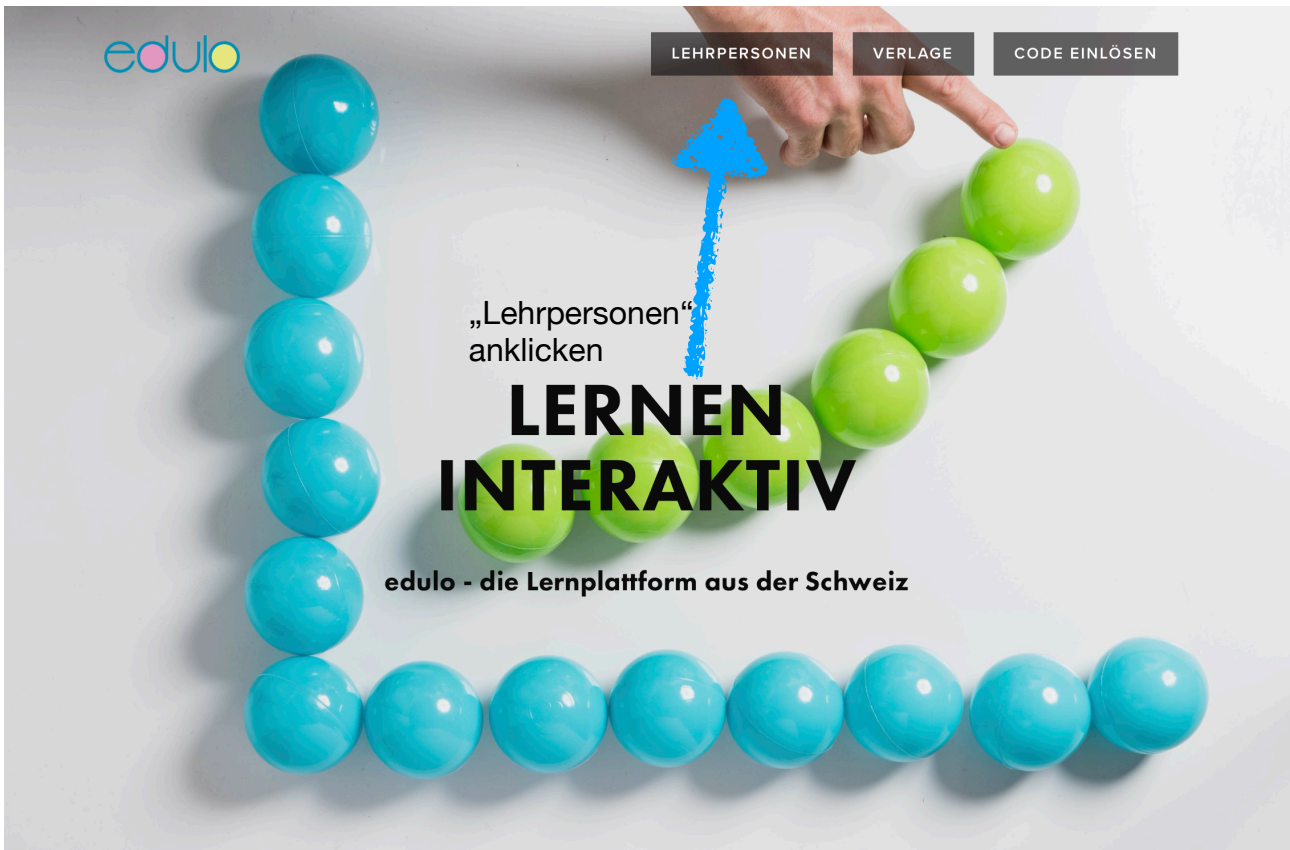 edulo
LEHRPERSONEN
VERLAGE
CODE EINLÖSEN
„Lehrpersonen“
anklicken
LERNEN
INTERAKTIV
edulo - die Lernplattform aus der Schweiz